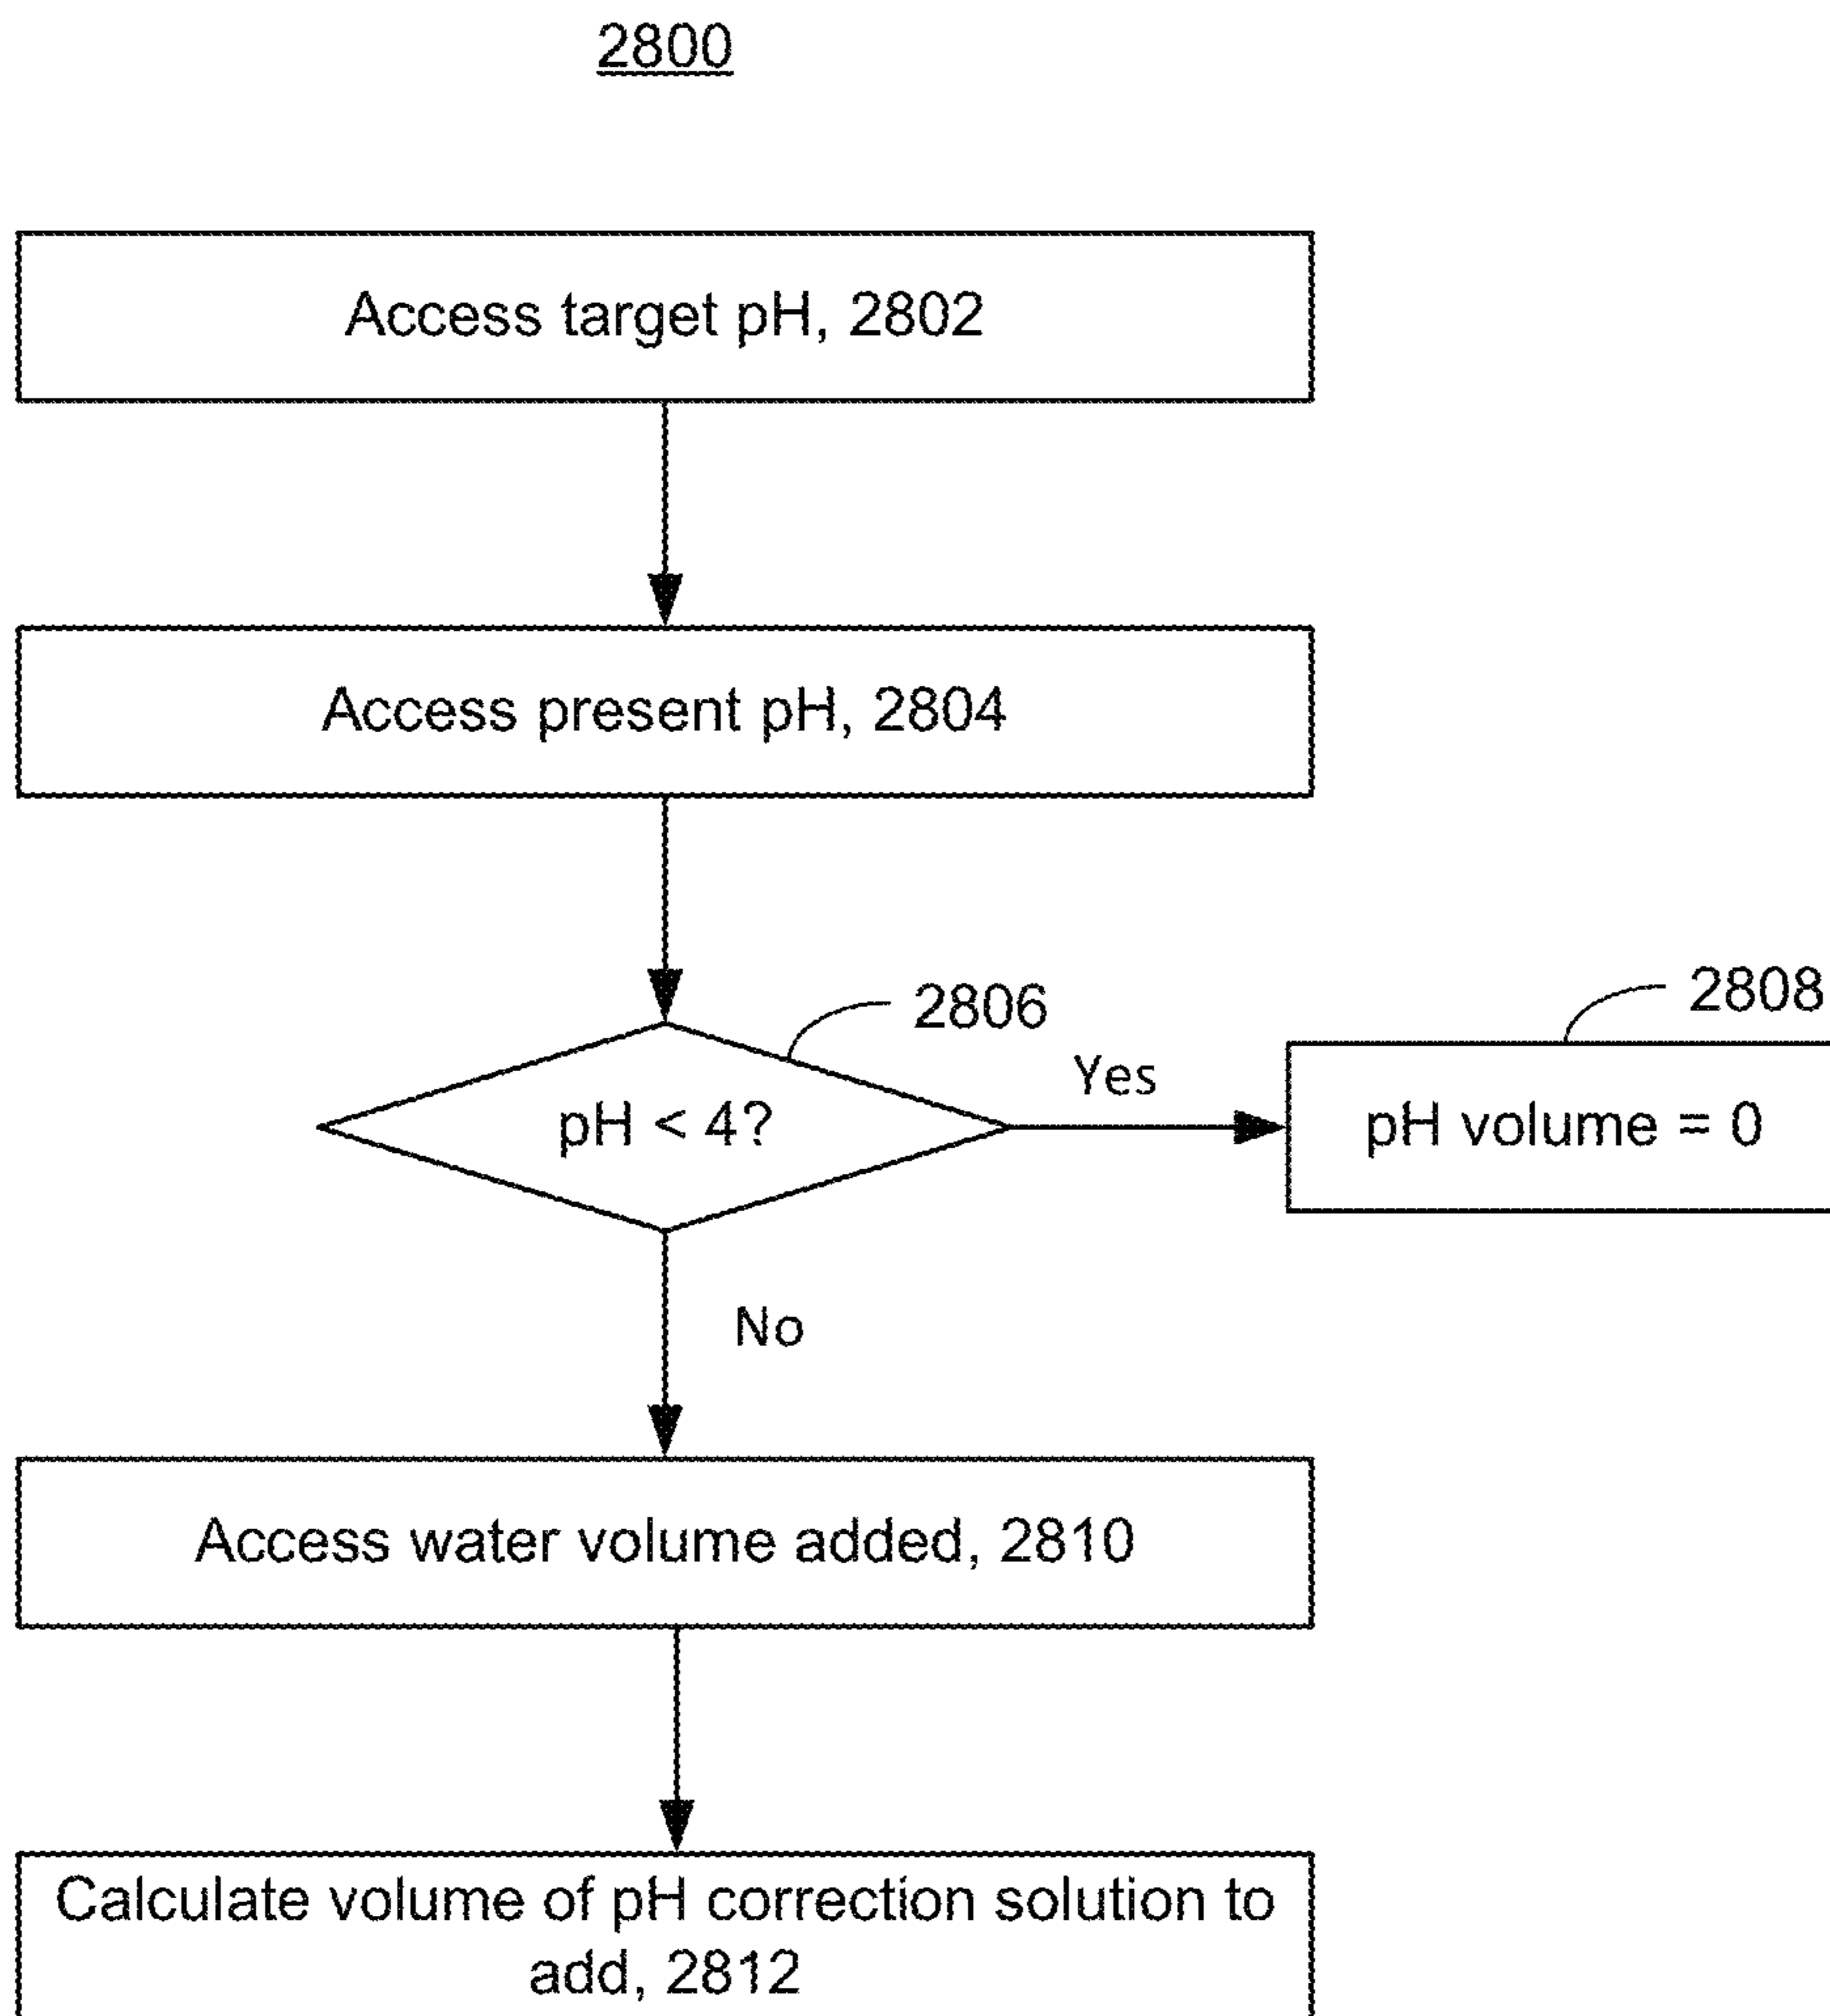 2800
Access target pH, 2802
Access present pH, 2804
2806
2808
pH < 4?
Yes
pH volume = 0
No
Access water volume added, 2810
Calculate volume of pH correction solution to
add, 2812